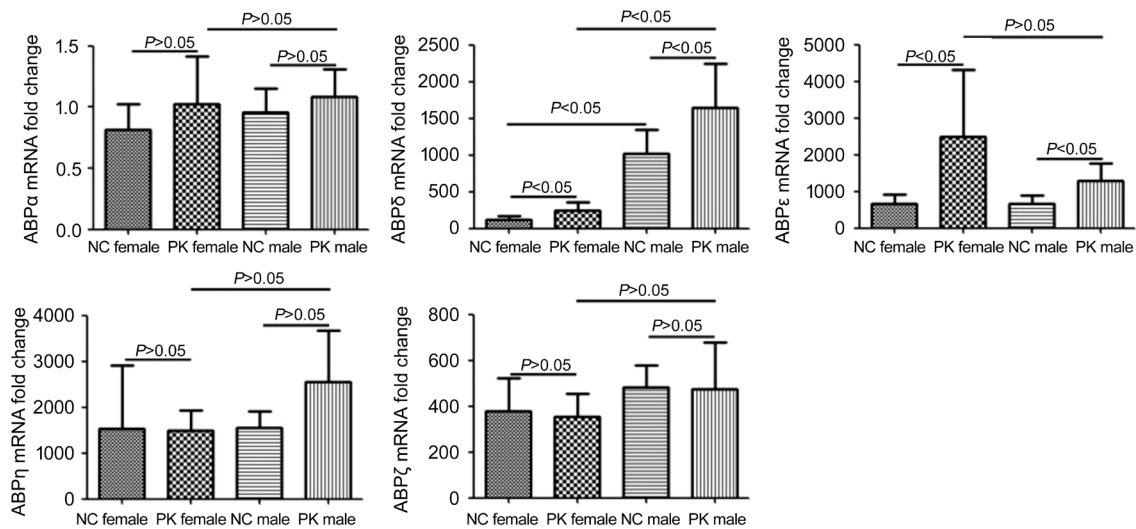 ABPα mRNA fold change
1.5
1.0
0.5
0.0
P>0.05
P>0.05
P>0.05
NC female PK female NC male PK male
ABPδ mRNA fold change
2500
2000
1500
1000
500
0
P<0.05
P<0.05
P<0.05
P<0.05
NC female PK female NC male PK male
ABPε mRNA fold change
5000
4000
3000
2000
1000
0
P>0.05
P<0.05
P<0.05
NC female PK female NC male PK male
ABPη mRNA fold change
4000
3000
2000
1000
0
P>0.05
P>0.05
P>0.05
NC female PK female NC male PK male
ABPζ mRNA fold change
800
600
400
200
0
P>0.05
P>0.05
P>0.05
NC female PK female NC male PK male